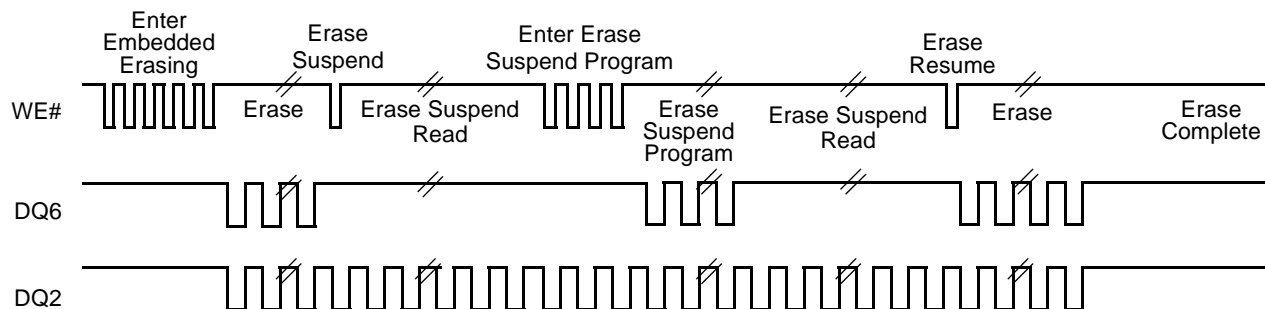 Enter
Embedded
Erasing
Erase
Suspend
Enter Erase
Suspend Program
Erase
Resume
WE#
Erase
Erase Suspend
Read
Erase
Suspend
Program
Erase Suspend
Read
Erase
Erase
Complete
DQ6
DQ2